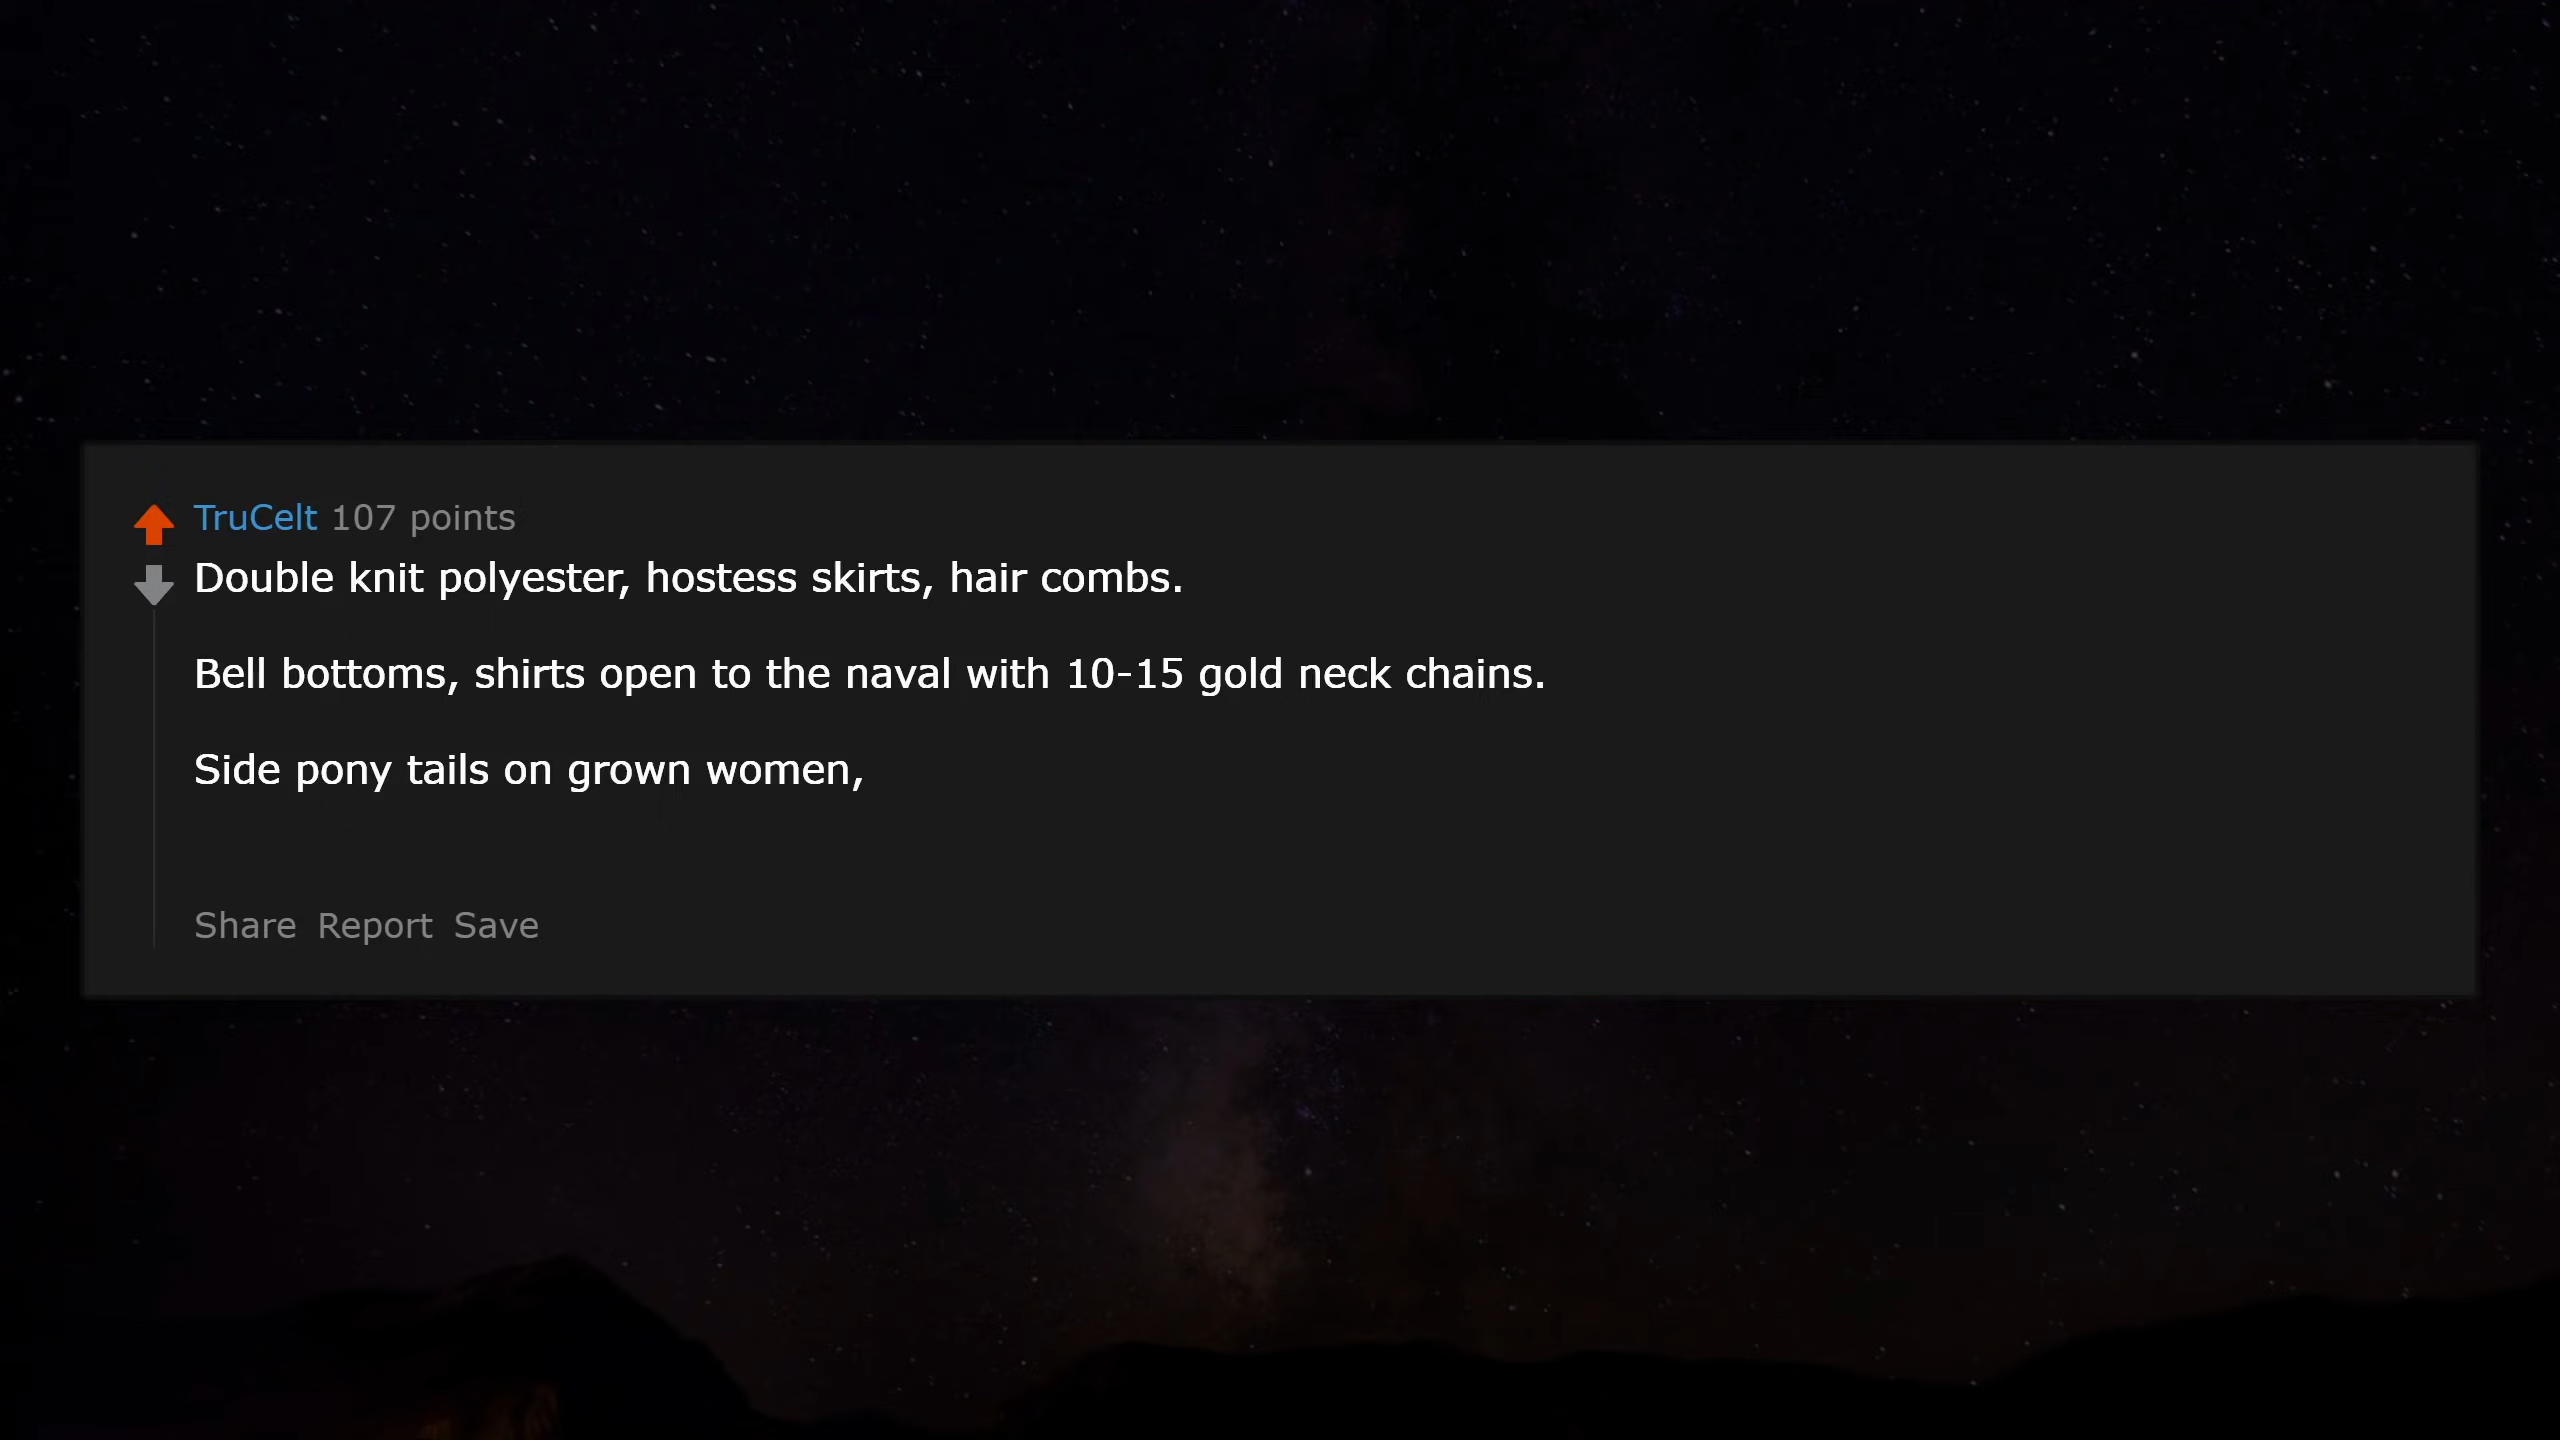 TruCelt 107 points
Double knit polyester, hostess skirts, hair combs.
Bell bottoms, shirts open to the naval with 10-15 gold neck chains.
Side pony tails on grown women,
Share Report Save